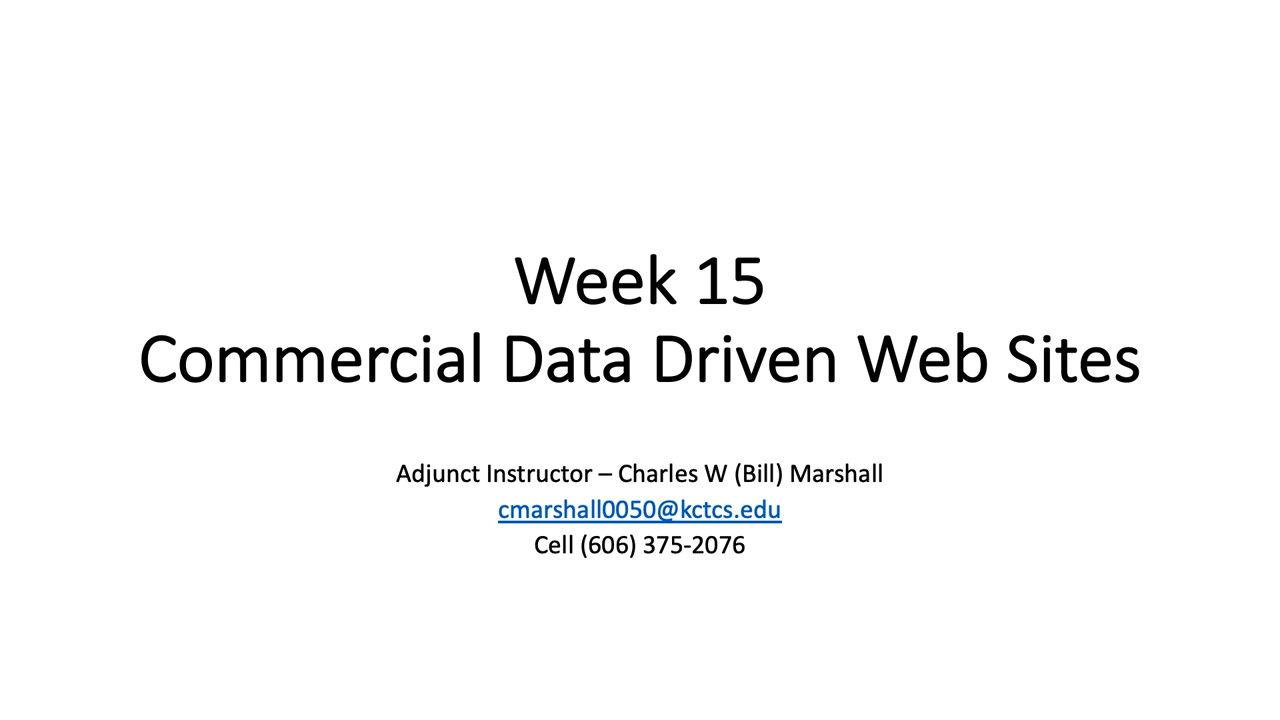 Week 15
Commercial Data Driven Web Sites
Adjunct Instructor – Charles W (Bill) Marshall
cmarshall0050@kctcs.edu
Cell (606) 375-2076